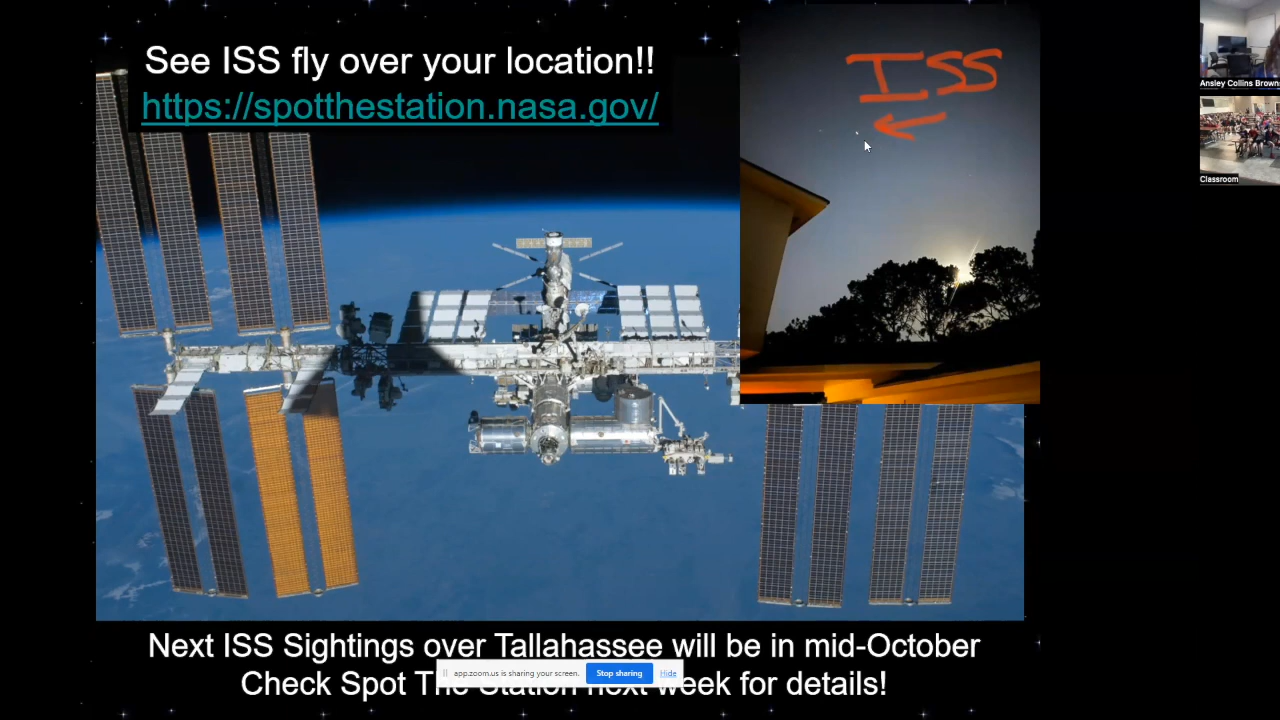 See ISS fly over your location!!
https://spotthestation.nasa.gov/
ISS
Ansley Collins Brown
Classroom
Next ISS Sightings over Tallahassee will be in mid-October
Check Spot The Station next week for details!
app.zoom.us is sharing your screen.
Stop sharing
Hide